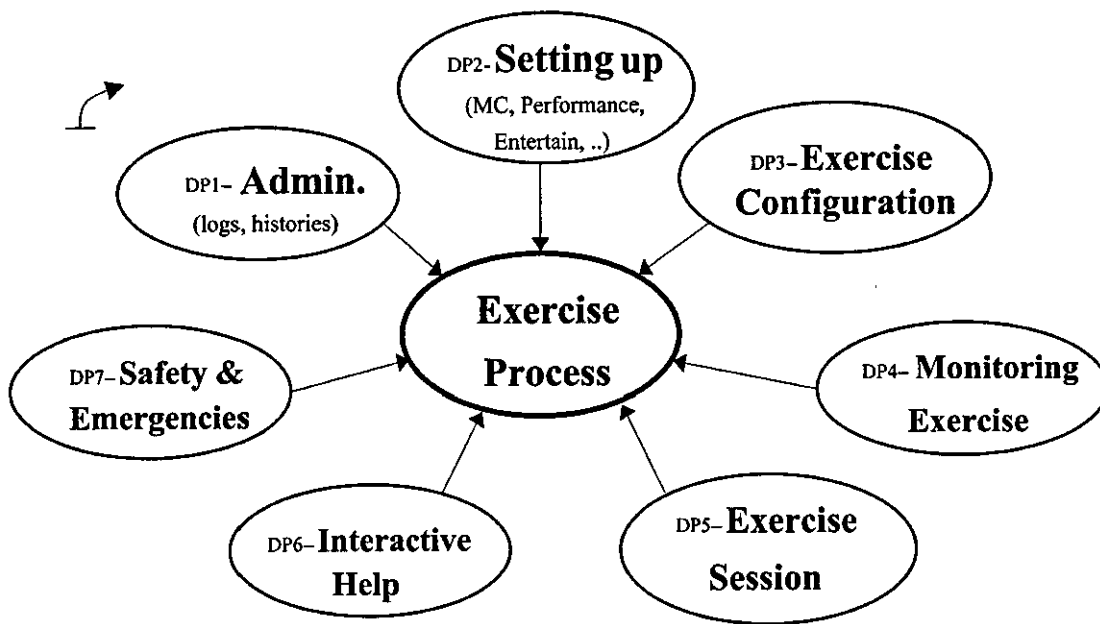 DP2- Setting up
(MC, Performance,
Entertain, ..)
DP1- Admin.
(logs, histories)
DP3-Exercise
Configuration
Exercise
Process
DP7-Safety &
Emergencies
DP4- Monitoring
Exercise
DP6-Interactive
Help
DP5-Exercise
Session